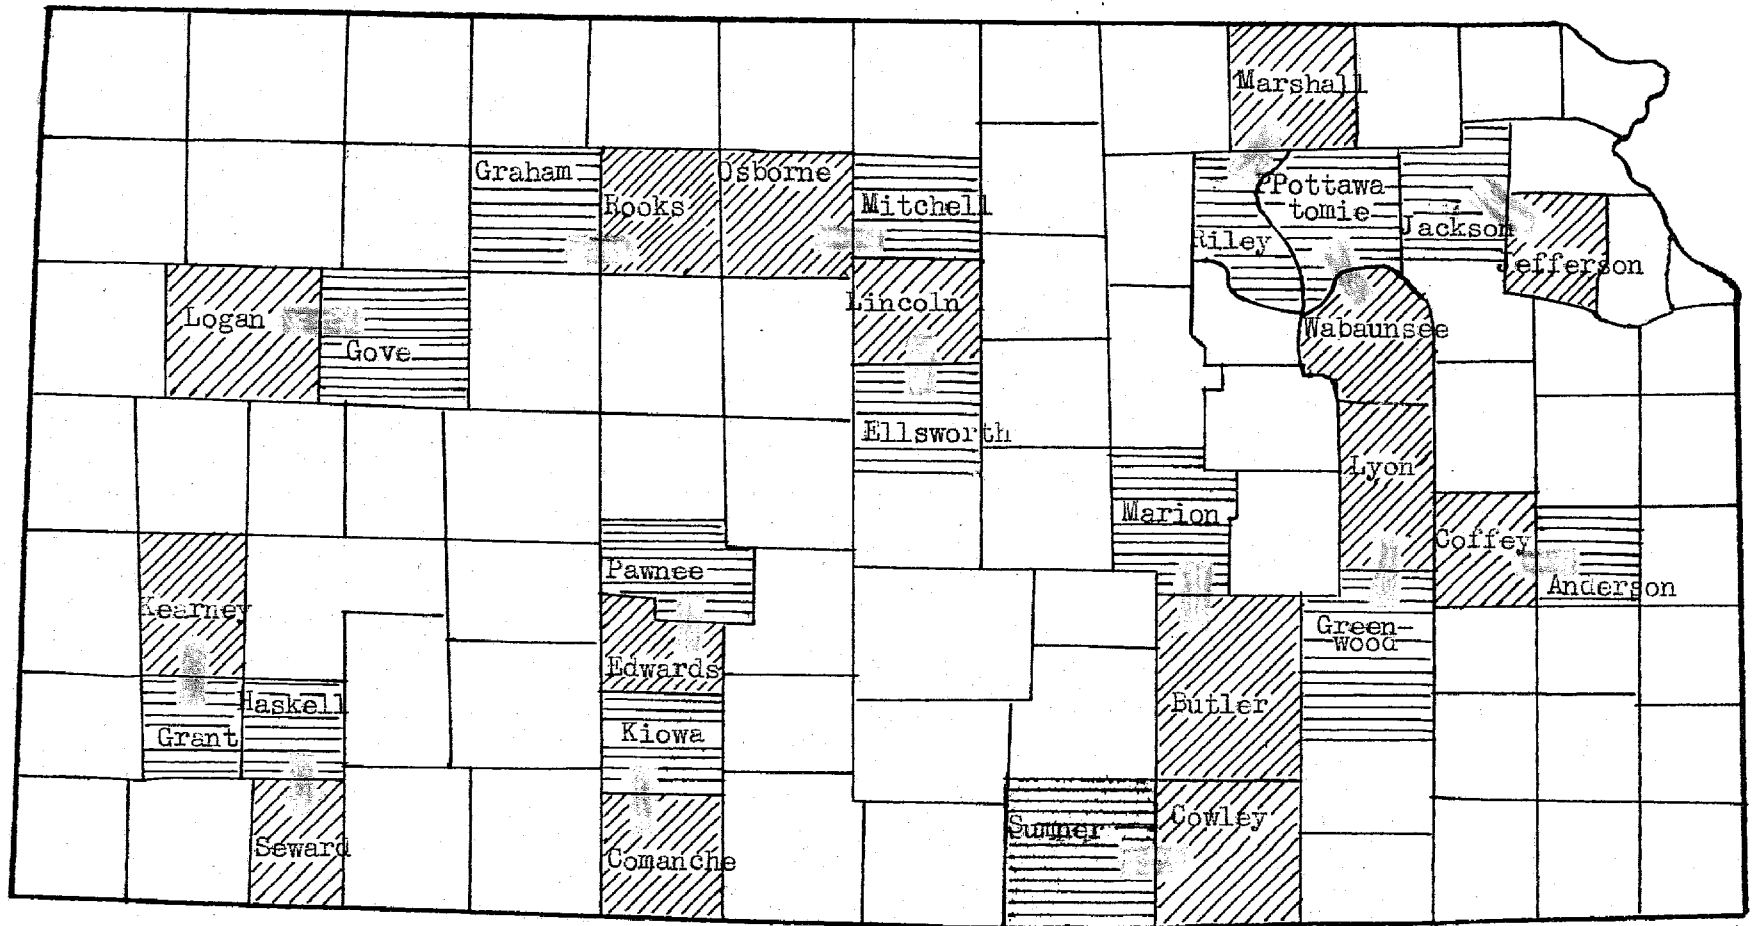 Marshall
Graham
Osborne
Rooks
Mitchell
PPottawa
tomie
Riley
Jackson
Jefferson
Logan
Gove
Lincoln
Wabaunsee
Ellsworth
Lyon
Marion
Coffey
Anderson
Pawnee
Kearney
Edwards
Green-
wood
Haskell
Grant
Kiowa
Butler
Seward
Comanche
Sumner
Cowley